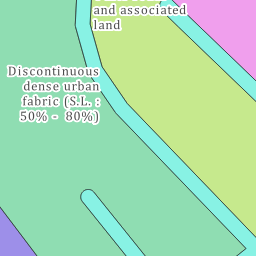 and associated
land
Discontinuous
dense urban
fabric (S.L. :
50% - 80%)